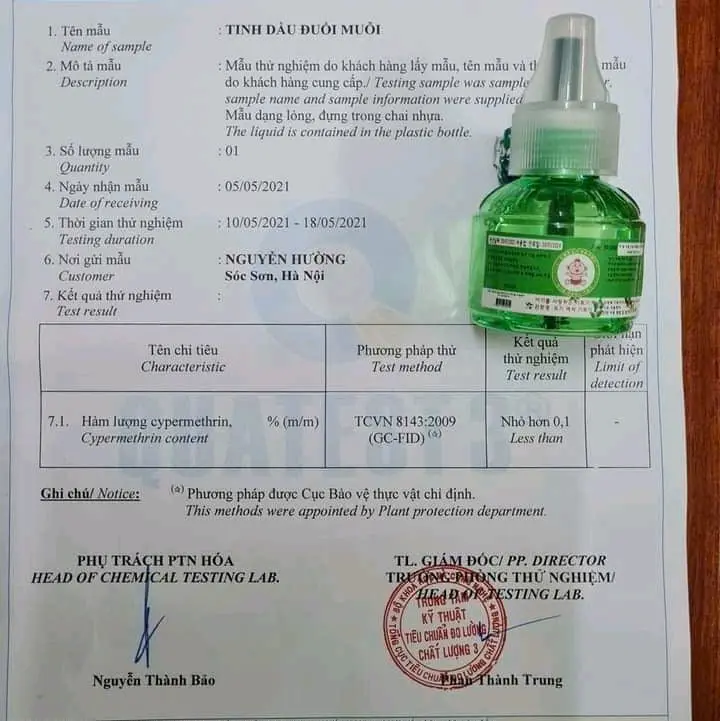 1. Tên mẫu : TINH DẦU ĐUỔI MUỖI
Name of sample
2. Mô tả mẫu : Mẫu thử nghiệm do khách hàng lấy mẫu, tên mẫu và mẫu
Description do khách hàng cung cấp./ Testing sample was
sample name and sample information were supplied
Mẫu dạng lỏng, đựng trong chai nhựa.
The liquid is contained in the plastic bottle.
3. Số lượng mẫu : 01
Quantity
4. Ngày nhận mẫu : 05/05/2021
Date of receiving
5. Thời gian thử nghiệm : 10/05/2021 - 18/05/2021
Testing duration
6. Nơi gửi mẫu : NGUYỄN HƯỜNG
Customer Sóc Sơn, Hà Nội
7. Kết quả thử nghiệm :
Test result
Tên chỉ tiêu
Characteristic
Phương pháp thử
Test method
Kết quả
thử nghiệm
Test result
phát hiện
Limit of
detection
7.1. Hàm lượng cypermethrin, % (m/m)
Cypermethrin content
TCVN 8143:2009
(GC-FID) (☆)
Nhỏ hơn 0,1
Less than
-
QUATEST 3®
Ghi chú/ Notice: (☆) Phương pháp được Cục Bảo vệ thực vật chỉ định.
This methods were appointed by Plant protection department.
PHỤ TRÁCH PTN HÓA
HEAD OF CHEMICAL TESTING LAB.
Nguyễn Thành Bảo
TL. GIÁM ĐỐC/ PP. DIRECTOR
TRƯỞNG PHÒNG THỬ NGHIỆM/
HEAD OF TESTING LAB.
TRUNG TÂM
KỸ THUẬT
TIÊU CHUẨN ĐO LƯỜNG
CHẤT LƯỢNG 3
Phan Thành Trung